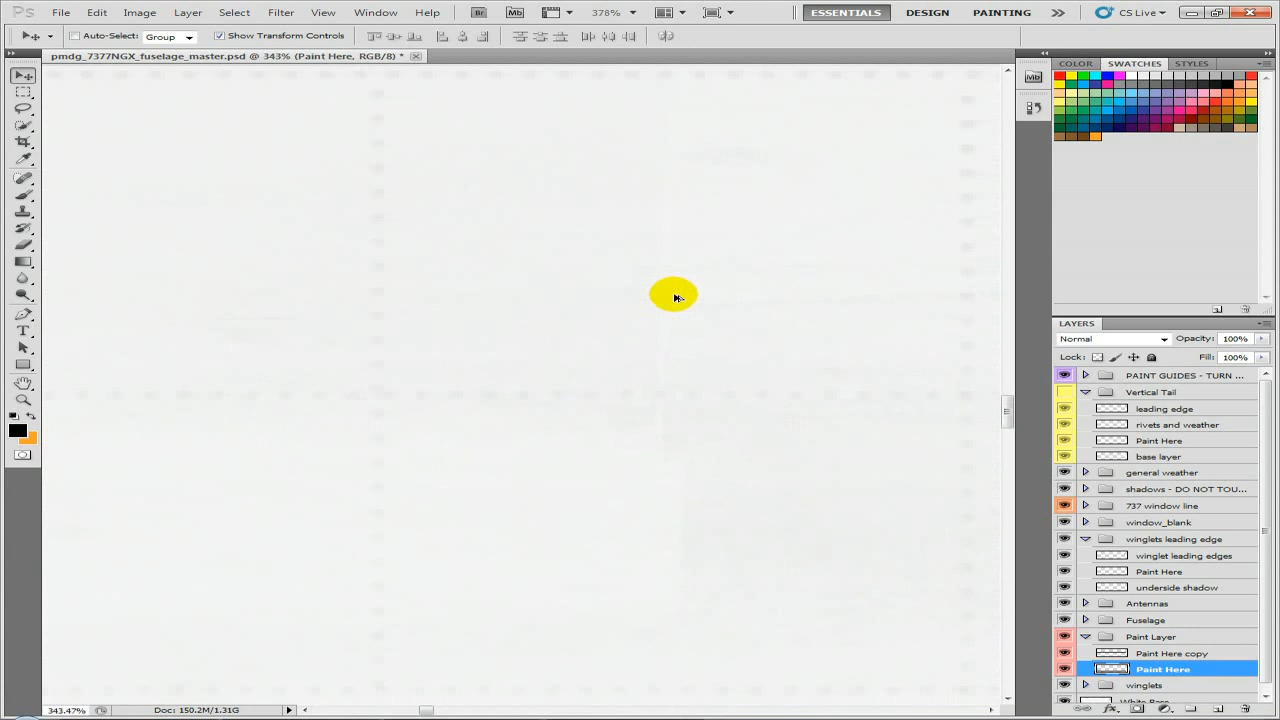 Ps File Edit Image Layer Select Filter View Window Help Br Mb 378% ESSENTIALS DESIGN PAINTING CS Live
Auto-Select: Group Show Transform Controls
pmdg_7377NGX_fuselage_master.psd @ 343% (Paint Here, RGB/8) *
COLOR SWATCHES STYLES
Mb
LAYERS
Normal Opacity: 100%
Lock: Fill: 100%
PAINT GUIDES - TURN ...
Vertical Tail
leading edge
rivets and weather
Paint Here
base layer
general weather
shadows - DO NOT TOU...
737 window line
window_blank
winglets leading edge
winglet leading edges
Paint Here
underside shadow
Antennas
Fuselage
Paint Layer
Paint Here copy
Paint Here
winglets
White Base
343.47% Doc: 150.2M/1.31G